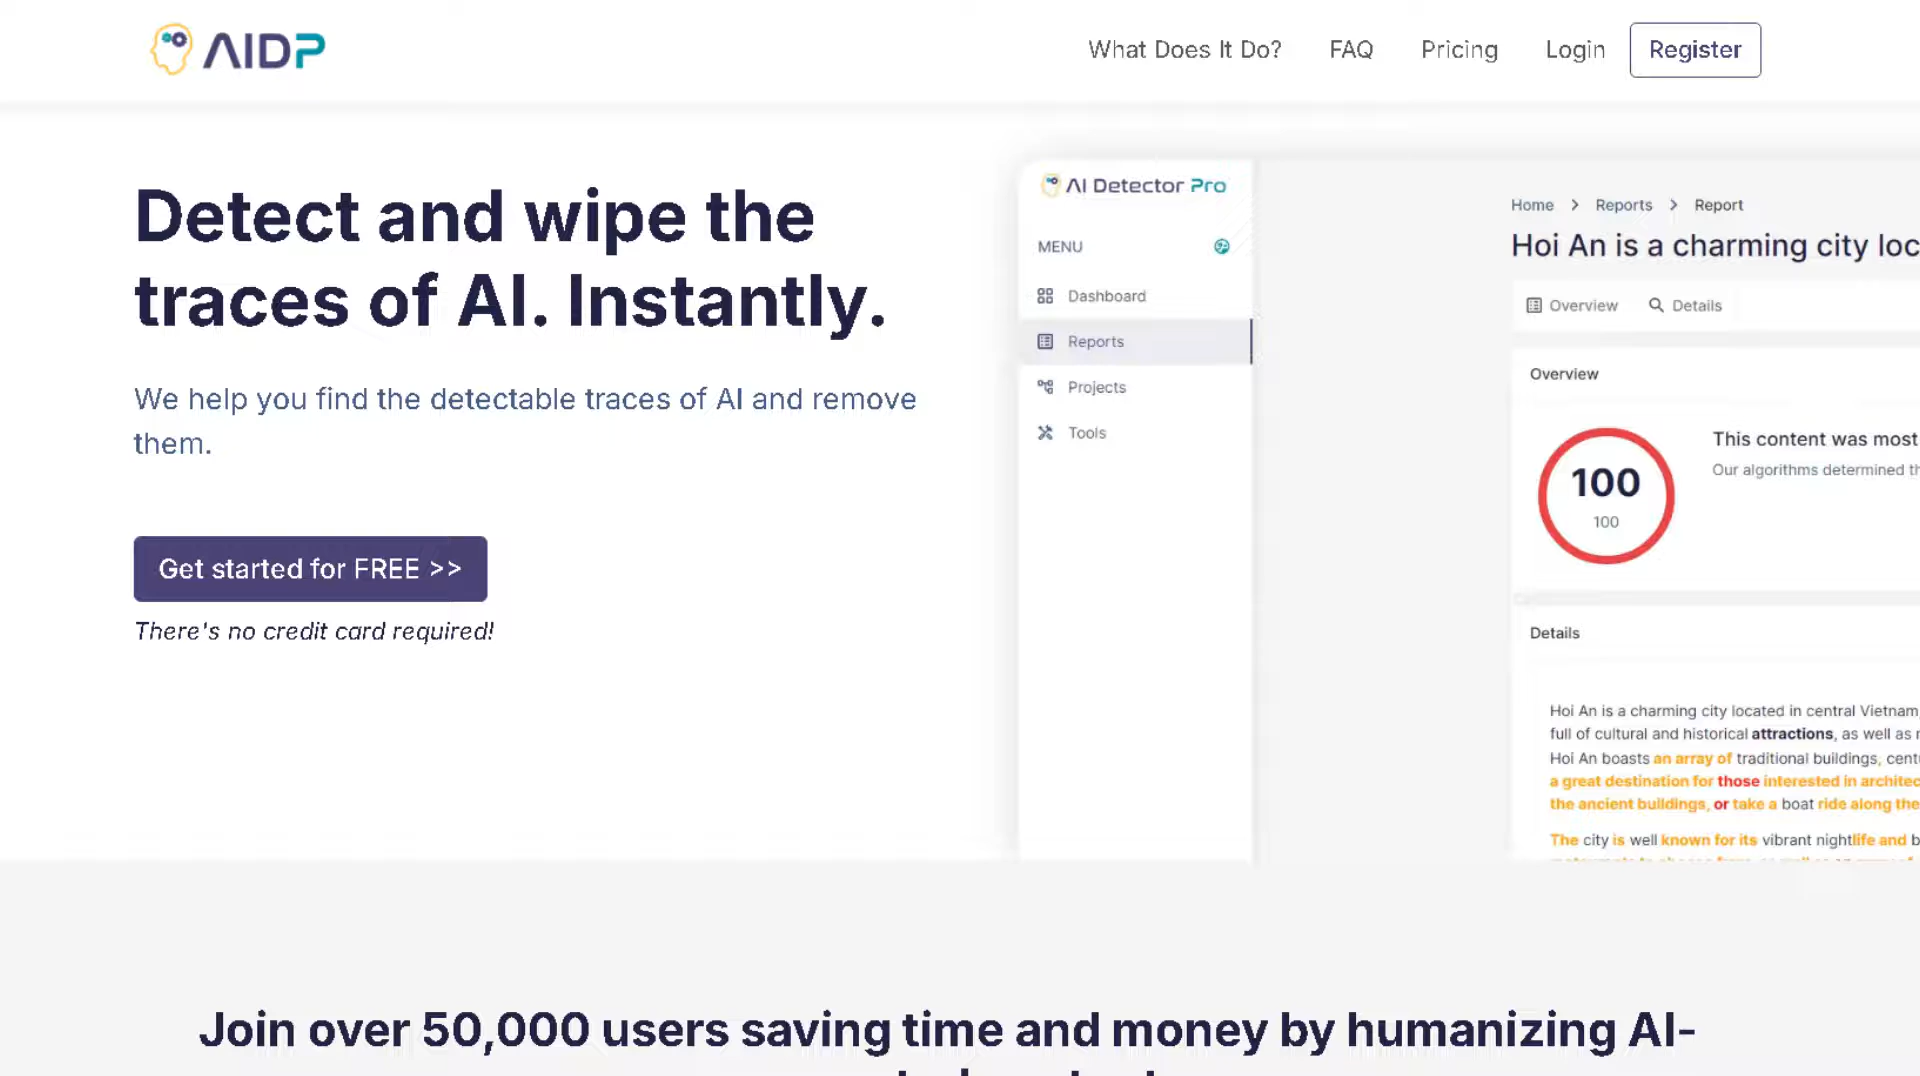 AIDP
What Does It Do?
FAQ
Pricing
Login
Register
Detect and wipe the
traces of AI. Instantly.
We help you find the detectable traces of AI and remove
them.
Get started for FREE >>
There's no credit card required!
AI Detector Pro
MENU
Dashboard
Reports
Projects
Tools
Home > Reports > Report
Hoi An is a charming city loc
Overview
Details
Overview
100
100
This content was most
Our algorithms determined th
Details
Hoi An is a charming city located in central Vietnam
full of cultural and historical attractions, as well as
Hoi An boasts an array of traditional buildings, cent
a great destination for those interested in architec
the ancient buildings, or take a boat ride along the
The city is well known for its vibrant nightlife and b
Join over 50,000 users saving time and money by humanizing AI-